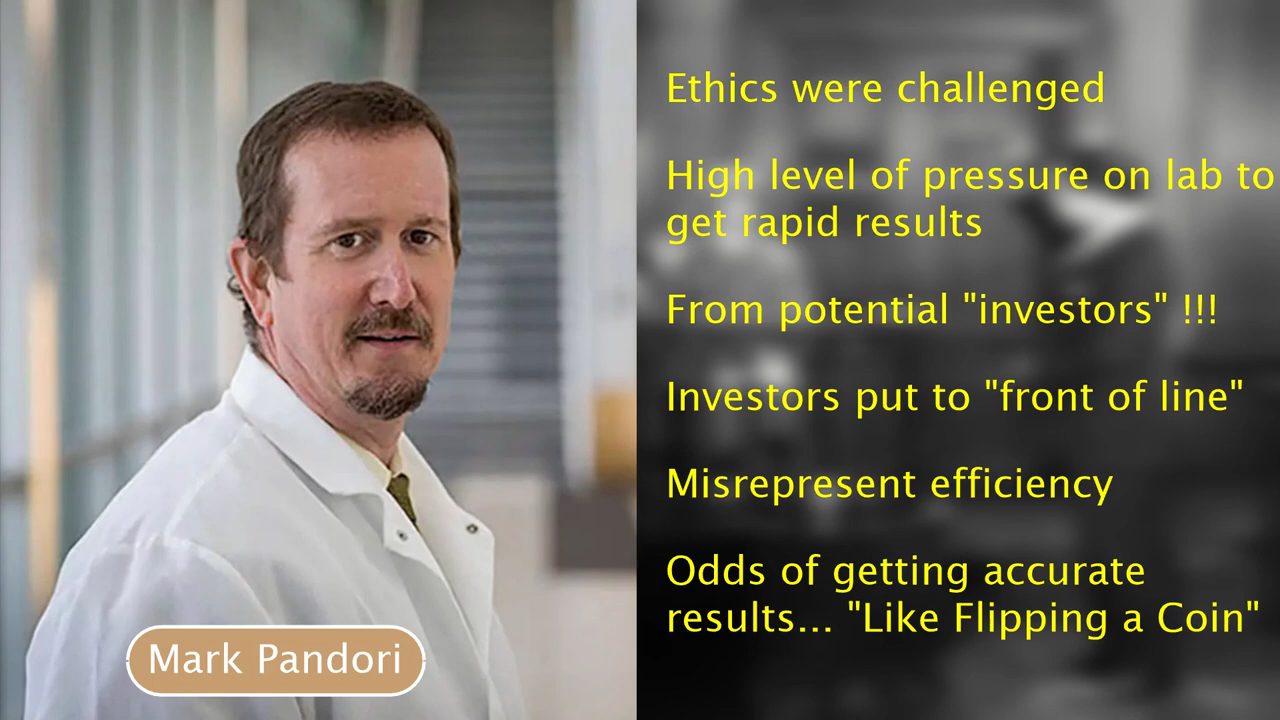 Ethics were challenged
High level of pressure on lab to
get rapid results
From potential "investors" !!!
Investors put to "front of line"
Misrepresent efficiency
Odds of getting accurate
results... "Like Flipping a Coin"
Mark Pandori